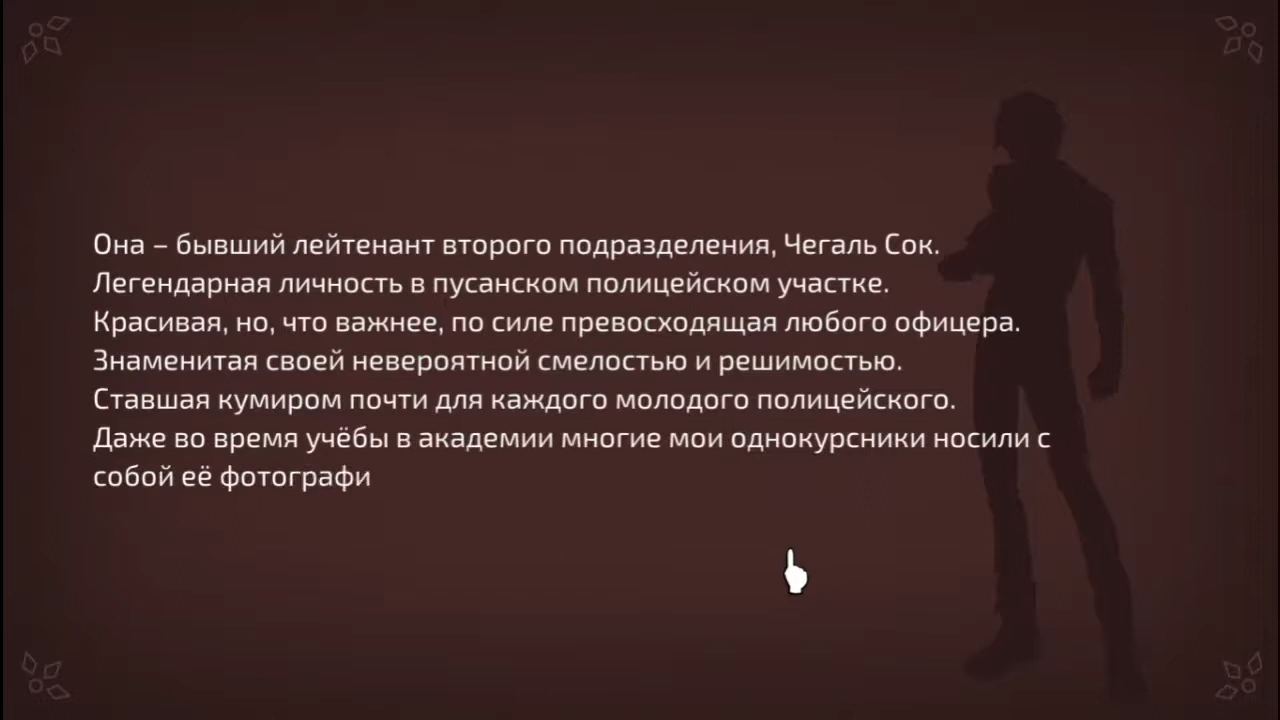 Она – бывший лейтенант второго подразделения, Чегаль Сок.
Легендарная личность в пусанском полицейском участке.
Красивая, но, что важнее, по силе превосходящая любого офицера.
Знаменитая своей невероятной смелостью и решимостью.
Ставшая кумиром почти для каждого молодого полицейского.
Даже во время учёбы в академии многие мои однокурсники носили с
собой её фотографи